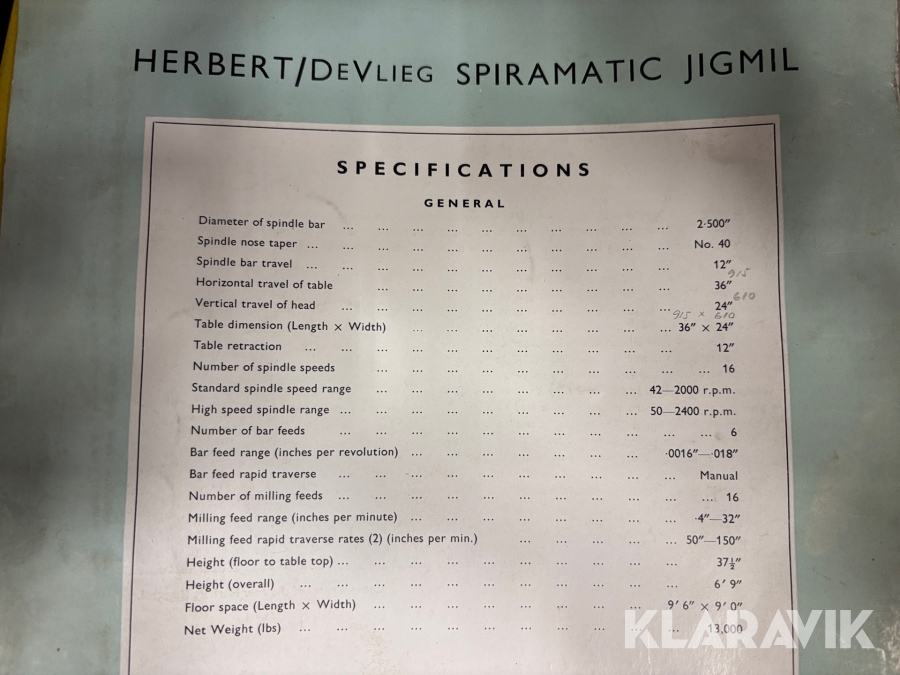 HERBERT/DEVLIEG SPIRAMATIC JIGMIL
SPECIFICATIONS
GENERAL
Diameter of spindle bar ... ... ... ... ... ... ... ... ... ... 2·500″
Spindle nose taper ... ... ... ... ... ... ... ... ... ... ... No. 40
Spindle bar travel ... ... ... ... ... ... ... ... ... ... ... 12″
915
Horizontal travel of table ... ... ... ... ... ... ... ... ... 36″
610
Vertical travel of head ... ... ... ... ... ... ... ... ... ... 24″
915 × 610
Table dimension (Length × Width) ... ... ... ... ... ... ... ... ... 36″ × 24″
Table retraction ... ... ... ... ... ... ... ... ... ... ... 12″
Number of spindle speeds ... ... ... ... ... ... ... ... ... ... 16
Standard spindle speed range ... ... ... ... ... ... ... ... 42—2000 r.p.m.
High speed spindle range ... ... ... ... ... ... ... ... ... 50—2400 r.p.m.
Number of bar feeds ... ... ... ... ... ... ... ... ... ... ... 6
Bar feed range (inches per revolution) ... ... ... ... ... ... ... ·0016″—·018″
Bar feed rapid traverse ... ... ... ... ... ... ... ... ... ... Manual
Number of milling feeds ... ... ... ... ... ... ... ... ... ... ... 16
Milling feed range (inches per minute) ... ... ... ... ... ... ... ... ·4″—32″
Milling feed rapid traverse rates (2) (inches per min.) ... ... ... ... ... 50″—150″
Height (floor to table top) ... ... ... ... ... ... ... ... ... ... 37½″
Height (overall) ... ... ... ... ... ... ... ... ... ... ... 6′ 9″
Floor space (Length × Width) ... ... ... ... ... ... ... ... 9′ 6″ × 9′ 0″
Net Weight (lbs) ... ... ... ... ... ... ... ... ... ... ... 13,000
KLARAVIK